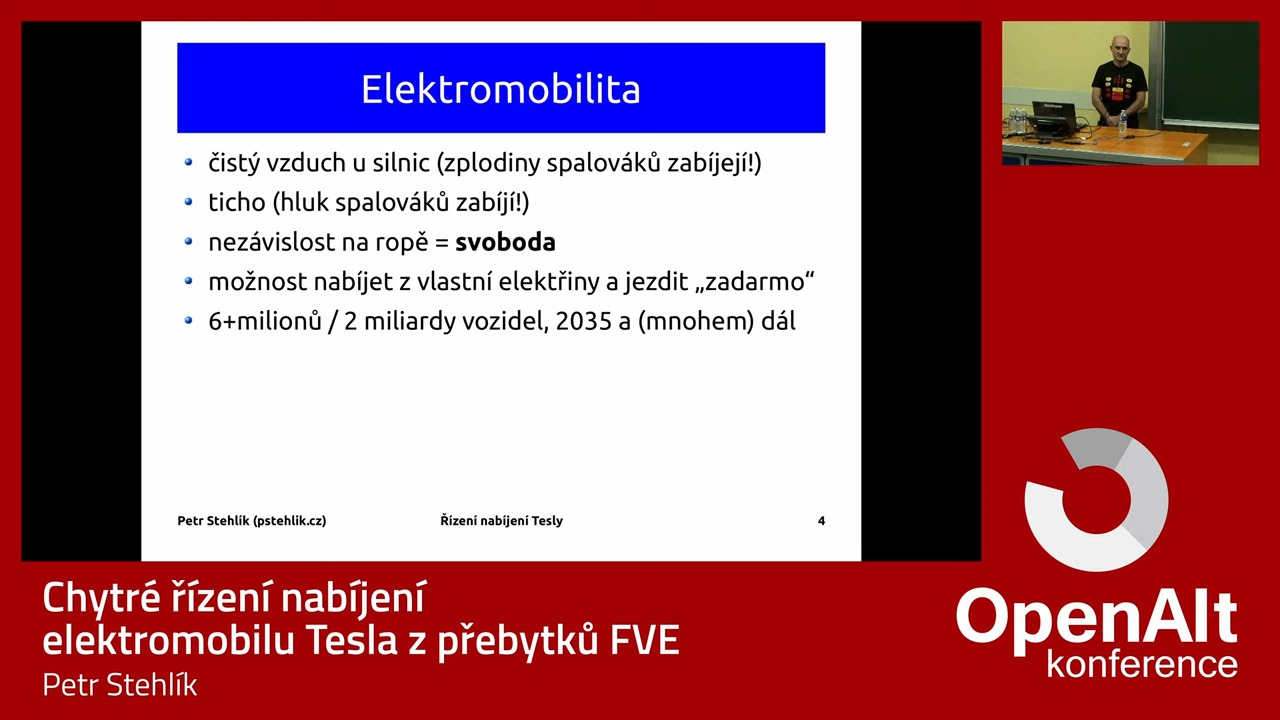 Elektromobilita
čistý vzduch u silnic (zplodiny spalováků zabíjejí!)
ticho (hluk spalováků zabíjí!)
nezávislost na ropě = svoboda
možnost nabíjet z vlastní elektřiny a jezdit „zadarmo“
6+milionů / 2 miliardy vozidel, 2035 a (mnohem) dál
Petr Stehlík (pstehlik.cz)
Řízení nabíjení Tesly
4
Chytré řízení nabíjení
elektromobilu Tesla z přebytků FVE
Petr Stehlík
OpenAlt
konference